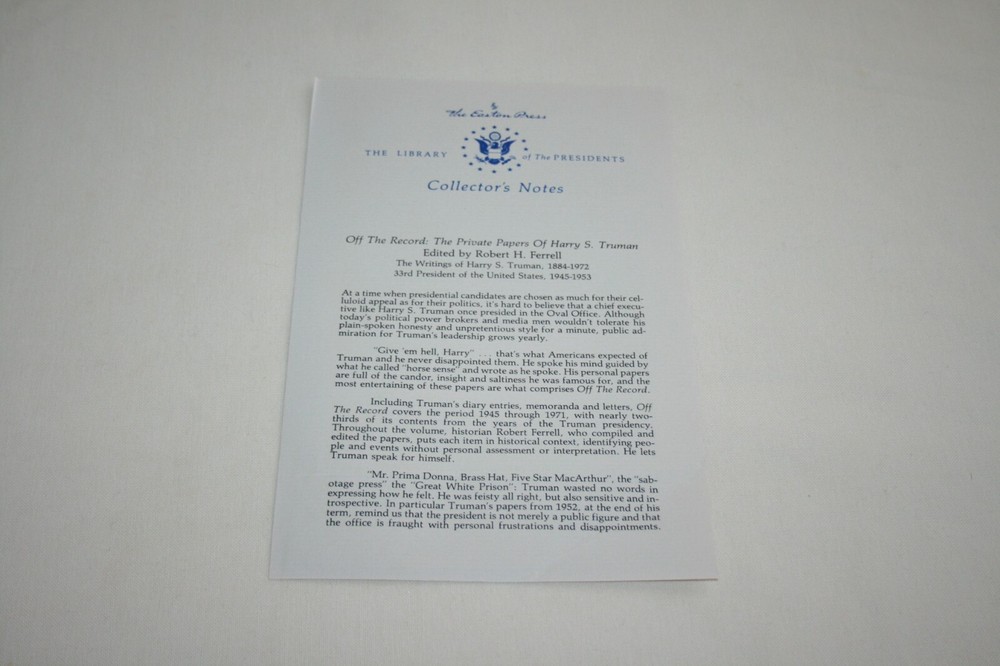 The Easton Press
THE LIBRARY of The PRESIDENTS
Collector's Notes
Off The Record: The Private Papers Of Harry S. Truman
Edited by Robert H. Ferrell
The Writings of Harry S. Truman, 1884-1972
33rd President of the United States, 1945-1953
At a time when presidential candidates are chosen as much for their cel-
luloid appeal as for their politics, it's hard to believe that a chief execu-
tive like Harry S. Truman once presided in the Oval Office. Although
today's political power brokers and media men wouldn't tolerate his
plain-spoken honesty and unpretentious style for a minute, public ad-
miration for Truman's leadership grows yearly.
"Give 'em hell, Harry" . . . that's what Americans expected of
Truman and he never disappointed them. He spoke his mind guided by
what he called "horse sense" and wrote as he spoke. His personal papers
are full of the candor, insight and saltiness he was famous for, and the
most entertaining of these papers are what comprises Off The Record.
Including Truman's diary entries, memoranda and letters, Off
The Record covers the period 1945 through 1971, with nearly two-
thirds of its contents from the years of the Truman presidency.
Throughout the volume, historian Robert Ferrell, who compiled and
edited the papers, puts each item in historical context, identifying peo-
ple and events without personal assessment or interpretation. He lets
Truman speak for himself.
"Mr. Prima Donna, Brass Hat, Five Star MacArthur", the "sab-
otage press" the "Great White Prison": Truman wasted no words in
expressing how he felt. He was feisty all right, but also sensitive and in-
trospective. In particular Truman's papers from 1952, at the end of his
term, remind us that the president is not merely a public figure and that
the office is fraught with personal frustrations and disappointments.